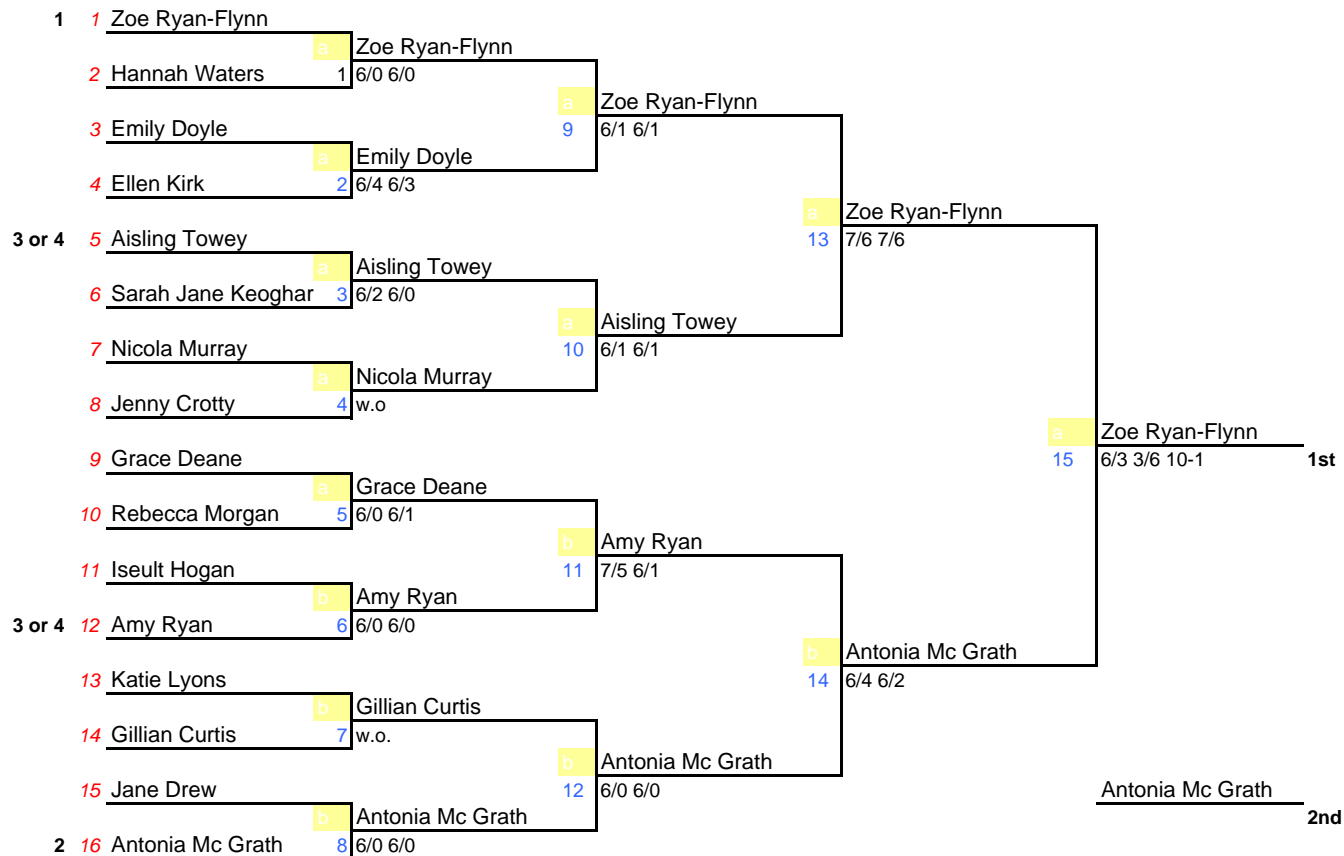 1 1 Zoe Ryan-Flynn
a Zoe Ryan-Flynn
2 Hannah Waters 1 6/0 6/0
a Zoe Ryan-Flynn
3 Emily Doyle 9 6/1 6/1
a Emily Doyle
4 Ellen Kirk 2 6/4 6/3
a Zoe Ryan-Flynn
3 or 4 5 Aisling Towey 13 7/6 7/6
a Aisling Towey
6 Sarah Jane Keoghar 3 6/2 6/0
a Aisling Towey
7 Nicola Murray 10 6/1 6/1
a Nicola Murray
8 Jenny Crotty 4 w.o
a Zoe Ryan-Flynn
9 Grace Deane 15 6/3 3/6 10-1 1st
a Grace Deane
10 Rebecca Morgan 5 6/0 6/1
b Amy Ryan
11 Iseult Hogan 11 7/5 6/1
b Amy Ryan
3 or 4 12 Amy Ryan 6 6/0 6/0
b Antonia Mc Grath
13 Katie Lyons 14 6/4 6/2
b Gillian Curtis
14 Gillian Curtis 7 w.o.
b Antonia Mc Grath
15 Jane Drew 12 6/0 6/0 Antonia Mc Grath
b Antonia Mc Grath 2nd
2 16 Antonia Mc Grath 8 6/0 6/0